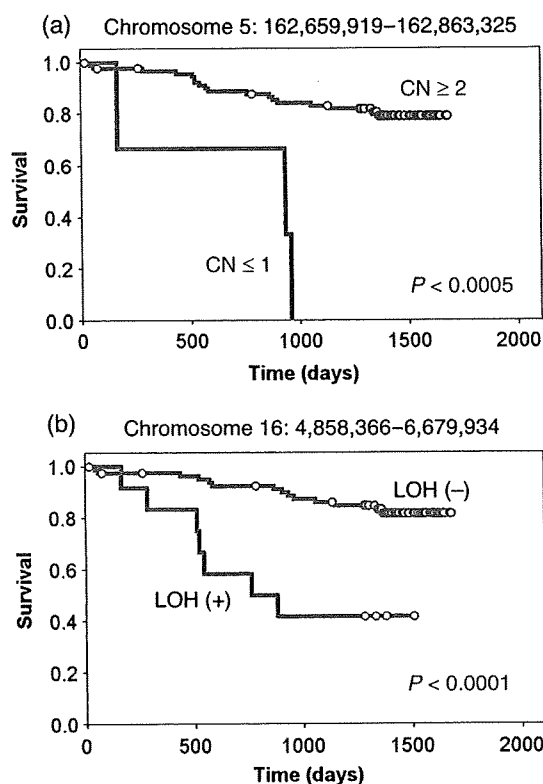 (a) Chromosome 5: 162,659,919–162,863,325
1.0
0.8
0.6
0.4
0.2
0.0
Survival
CN ≥ 2
CN ≤ 1
P < 0.0005
0 500 1000 1500 2000
Time (days)
(b) Chromosome 16: 4,858,366–6,679,934
1.0
0.8
0.6
0.4
0.2
0.0
Survival
LOH (–)
LOH (+)
P < 0.0001
0 500 1000 1500 2000
Time (days)